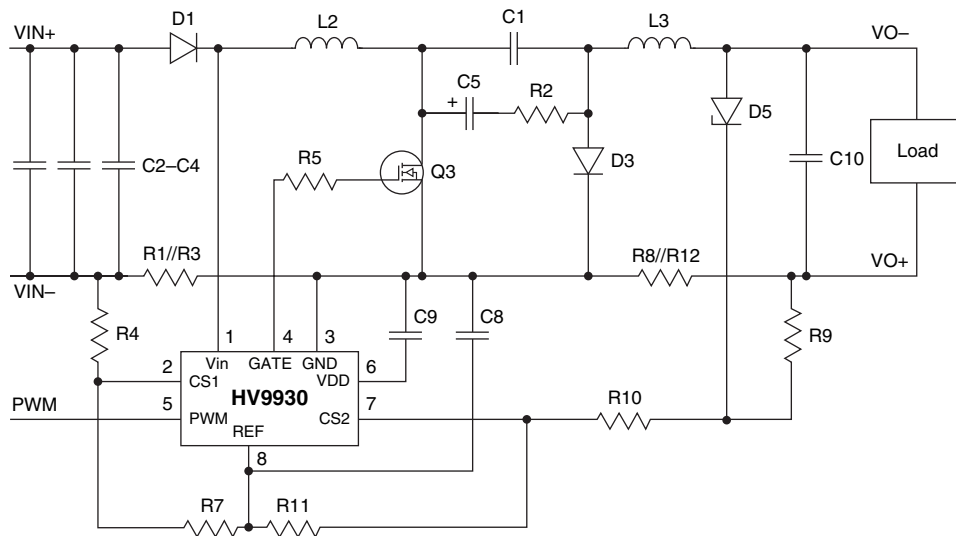 VIN+
D1
L2
C1
L3
VO–
C5
+
R2
D5
C2–C4
R5
Q3
D3
C10
Load
R1//R3
R8//R12
VO+
VIN–
R4
C9
C8
R9
1
4
3
2
Vin
GATE
GND
6
CS1
VDD
HV9930
R10
PWM
5
7
PWM
CS2
REF
8
R7
R11